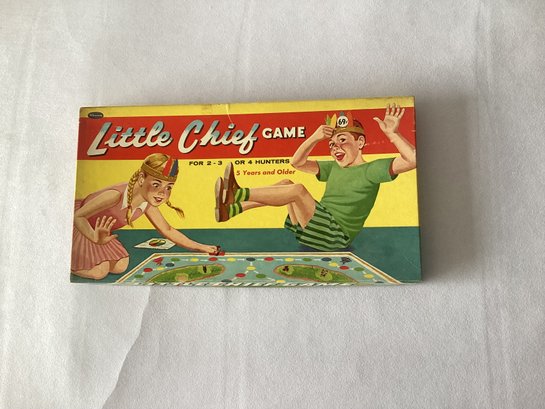 Little Chief GAME
FOR 2 - 3 OR 4 HUNTERS
5 Years and Older